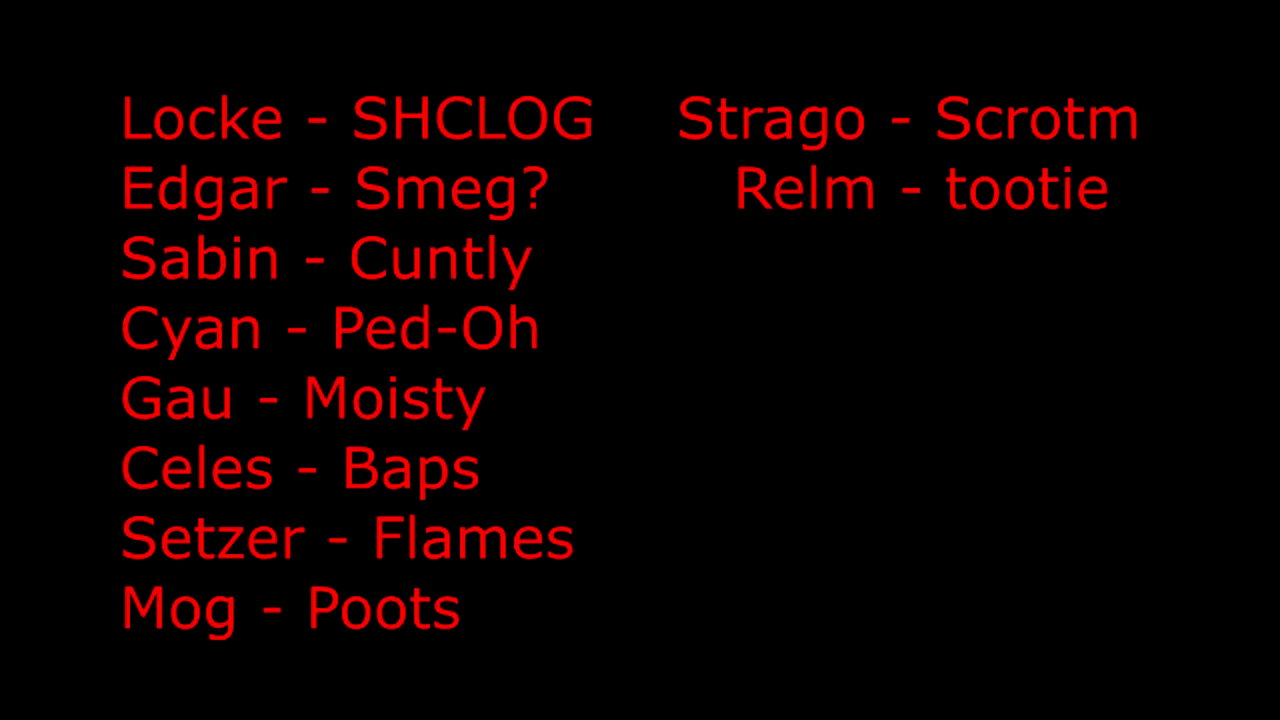 Locke - SHCLOG
Edgar - Smeg?
Sabin - Cuntly
Cyan - Ped-Oh
Gau - Moisty
Celes - Baps
Setzer - Flames
Mog - Poots
Strago - Scrotm
Relm - tootie